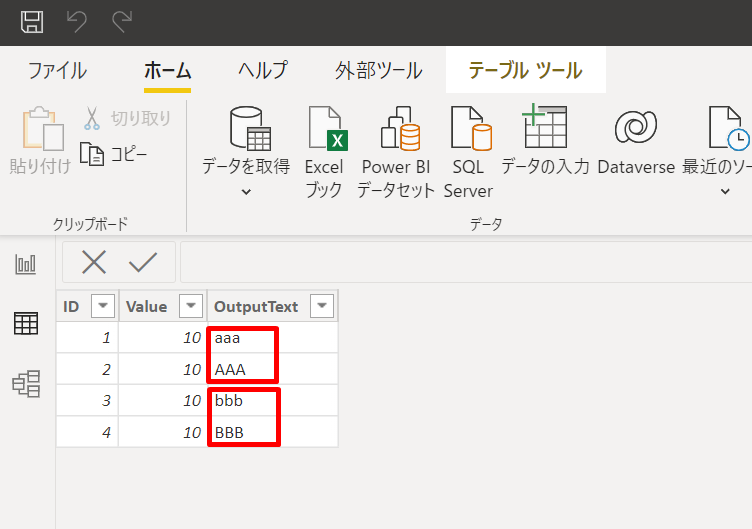 ファイル ホーム ヘルプ 外部ツール テーブル ツール
貼り付け
切り取り
コピー
クリップボード
データを取得
Excel
ブック
Power BI
データセット
SQL
Server
データの入力
Dataverse
最近のソー
データ
ID Value OutputText
1 10 aaa
2 10 AAA
3 10 bbb
4 10 BBB